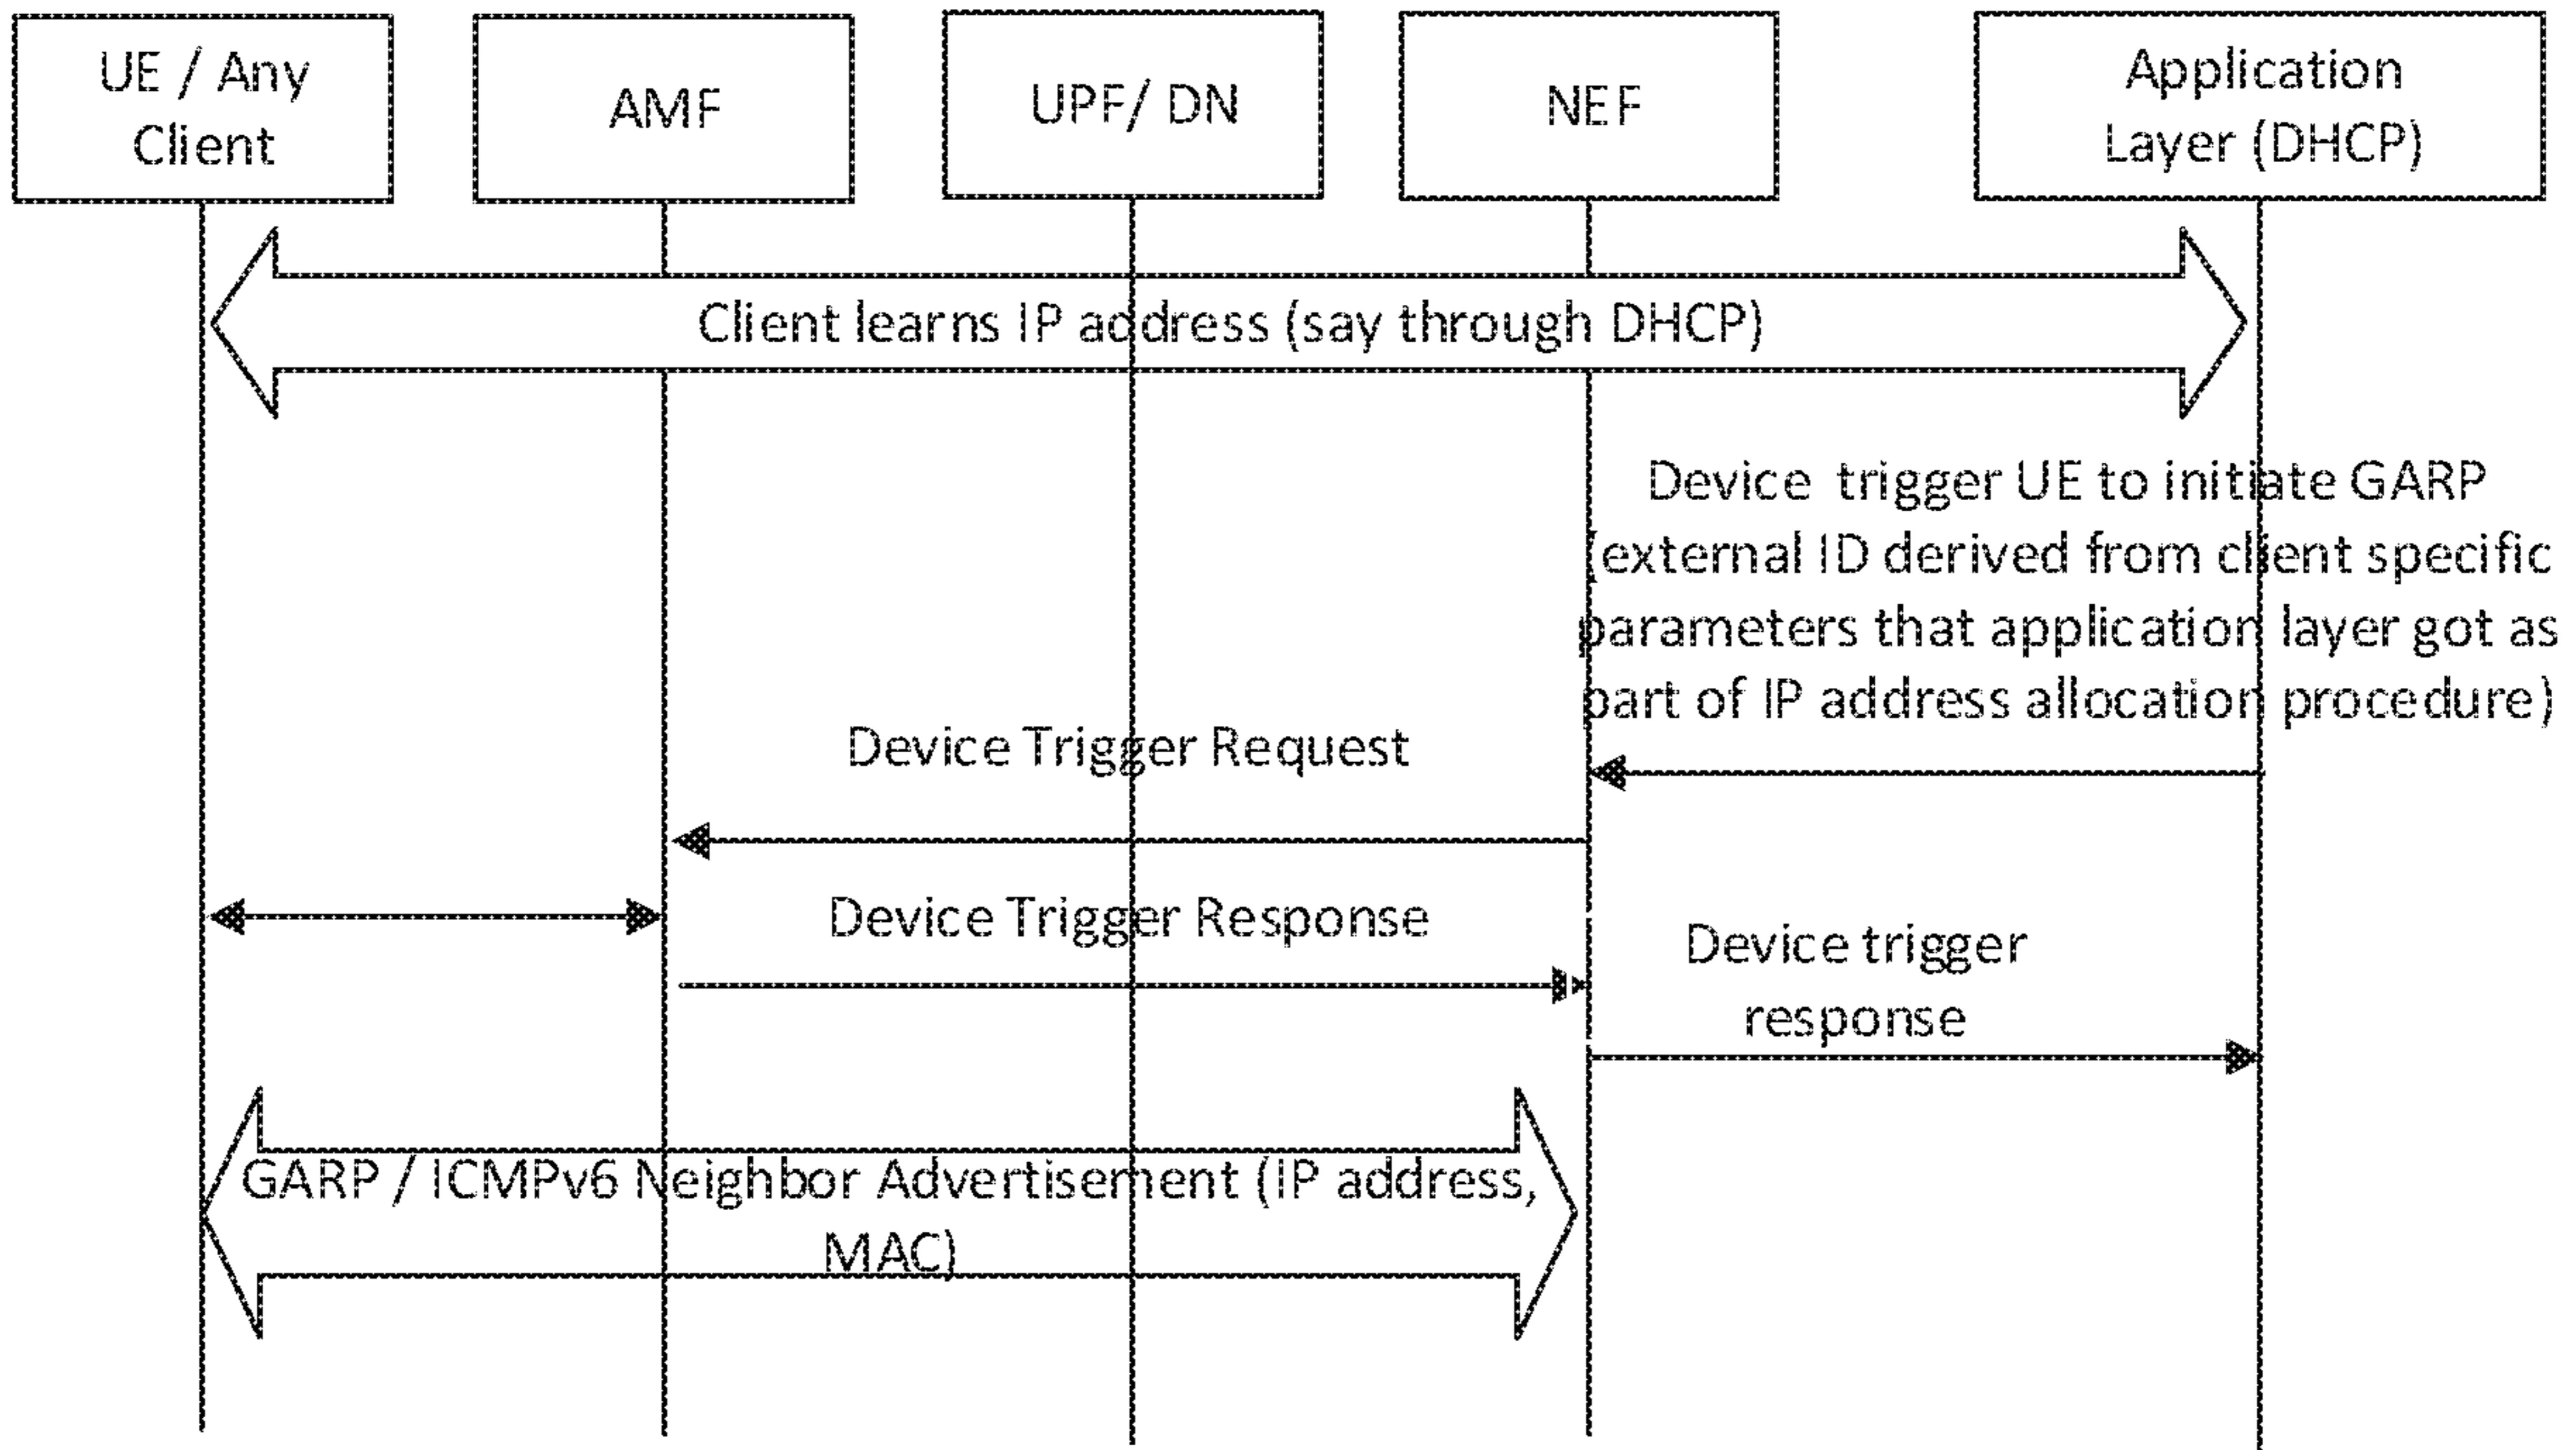 UE / Any
Client
AMF
UPF/ DN
NEF
Application
Layer (DHCP)
Client learns IP address (say through DHCP)
Device trigger UE to initiate GARP
(external ID derived from client specific
parameters that application layer got as
part of IP address allocation procedure)
Device Trigger Request
Device Trigger Response
Device trigger
response
GARP / ICMPv6 Neighbor Advertisement (IP address,
MAC)